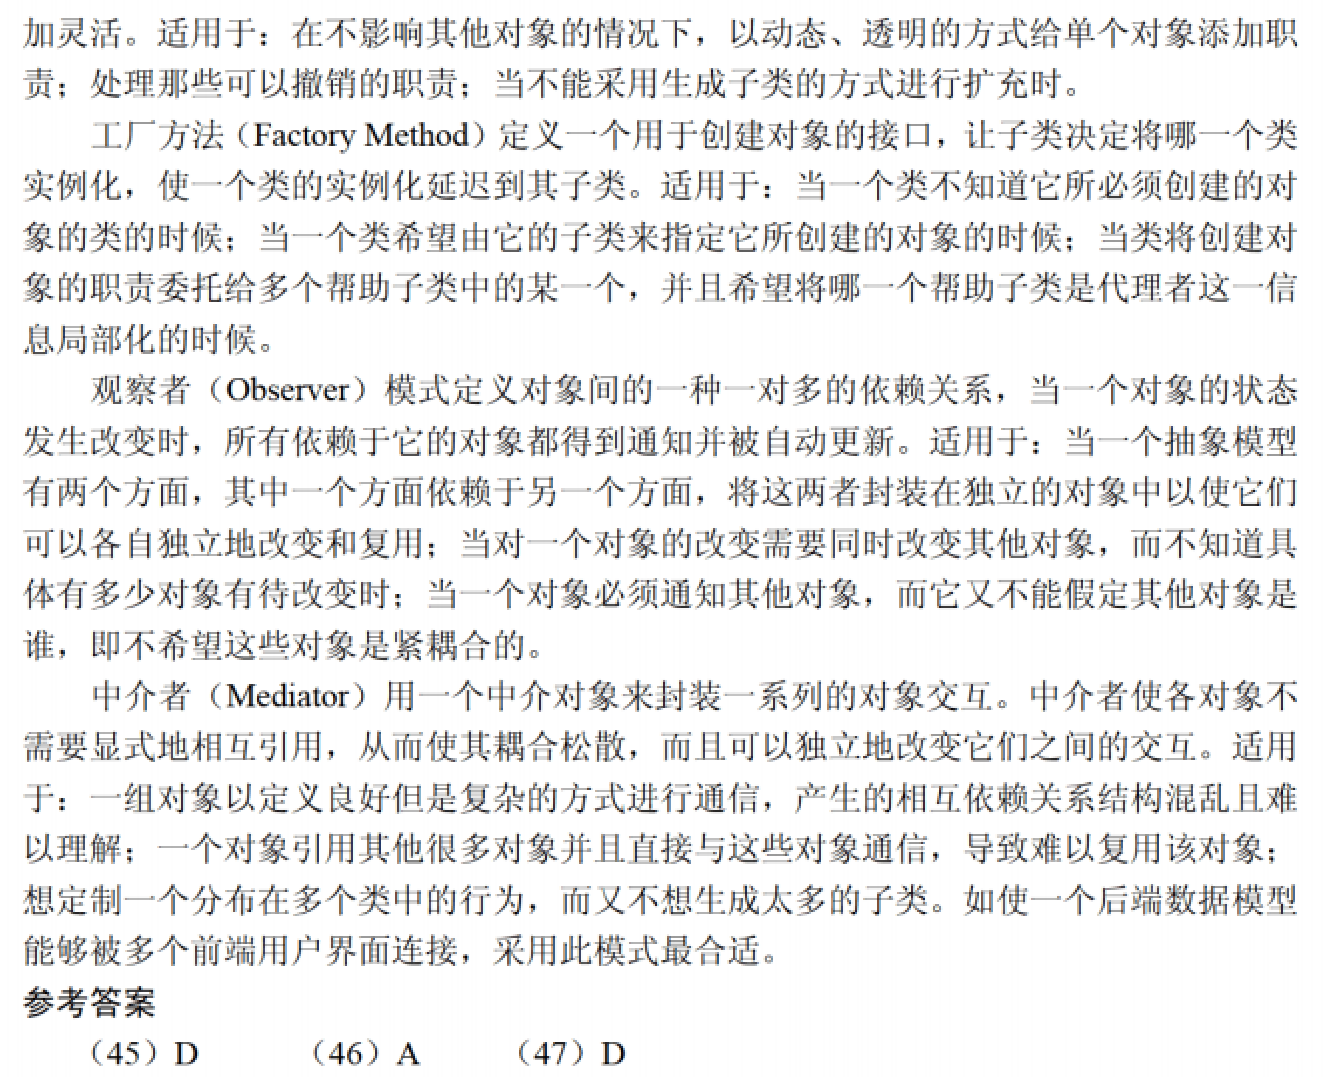 加灵活。适用于：在不影响其他对象的情况下，以动态、透明的方式给单个对象添加职
责；处理那些可以撤销的职责；当不能采用生成子类的方式进行扩充时。
工厂方法（Factory Method）定义一个用于创建对象的接口，让子类决定将哪一个类
实例化，使一个类的实例化延迟到其子类。适用于：当一个类不知道它所必须创建的对
象的类的时候；当一个类希望由它的子类来指定它所创建的对象的时候；当类将创建对
象的职责委托给多个帮助子类中的某一个，并且希望将哪一个帮助子类是代理者这一信
息局部化的时候。
观察者（Observer）模式定义对象间的一种一对多的依赖关系，当一个对象的状态
发生改变时，所有依赖于它的对象都得到通知并被自动更新。适用于：当一个抽象模型
有两个方面，其中一个方面依赖于另一个方面，将这两者封装在独立的对象中以使它们
可以各自独立地改变和复用；当对一个对象的改变需要同时改变其他对象，而不知道具
体有多少对象有待改变时；当一个对象必须通知其他对象，而它又不能假定其他对象是
谁，即不希望这些对象是紧耦合的。
中介者（Mediator）用一个中介对象来封装一系列的对象交互。中介者使各对象不
需要显式地相互引用，从而使其耦合松散，而且可以独立地改变它们之间的交互。适用
于：一组对象以定义良好但是复杂的方式进行通信，产生的相互依赖关系结构混乱且难
以理解；一个对象引用其他很多对象并且直接与这些对象通信，导致难以复用该对象；
想定制一个分布在多个类中的行为，而又不想生成太多的子类。如使一个后端数据模型
能够被多个前端用户界面连接，采用此模式最合适。
参考答案
（45）D （46）A （47）D